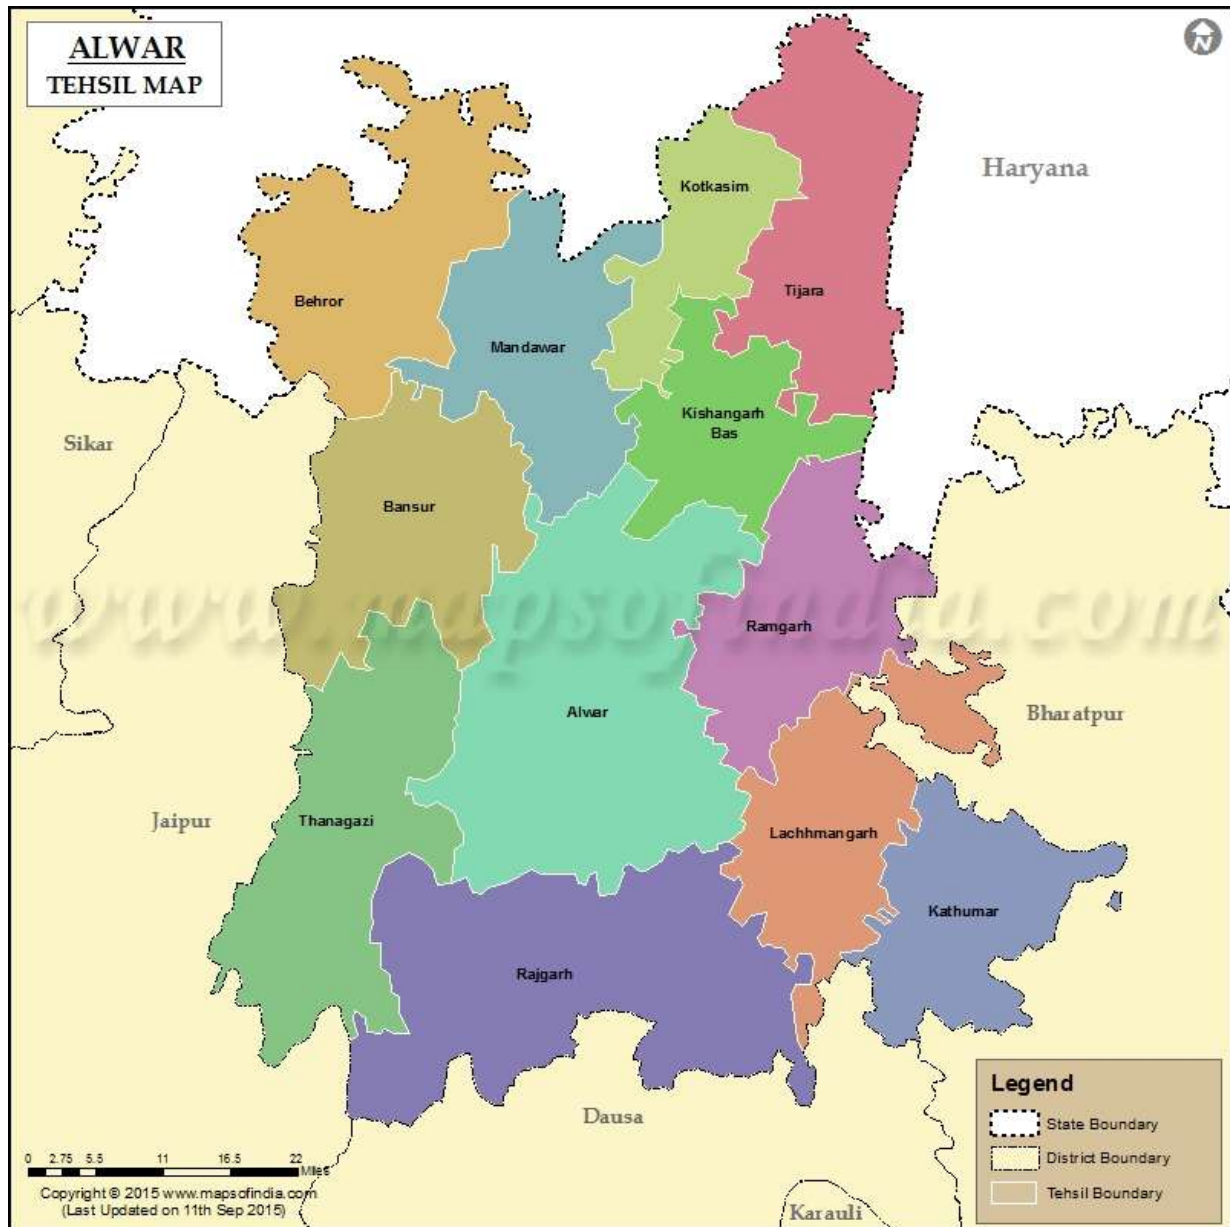 ALWAR
TEHSIL MAP
N
Haryana
Kotkasim
Tijara
Behror
Mandawar
Kishangarh
Bas
Sikar
Bansur
www.mapsofindia.com
Ramgarh
Alwar
Bharatpur
Jaipur
Thanagazi
Lachhmangarh
Kathumar
Rajgarh
Dausa
Karauli
Legend
State Boundary
District Boundary
Tehsil Boundary
0 2.75 5.5 11 16.5 22
Miles
Copyright © 2015 www.mapsofindia.com
(Last Updated on 11th Sep 2015)